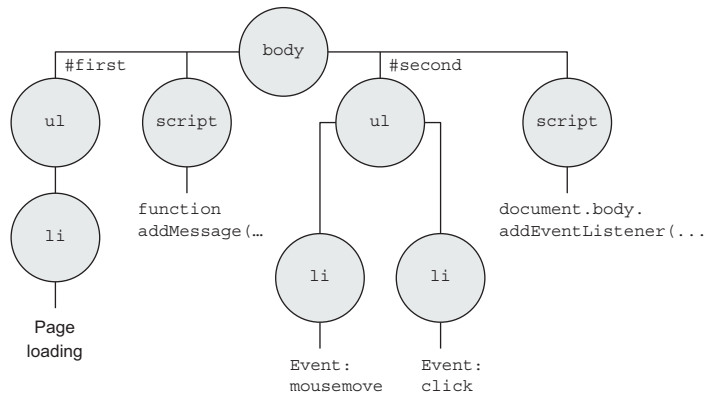 body
#first
#second
ul
script
ul
script
function
addMessage(…
document.body.
addEventListener(...
li
li
li
Page
loading
Event:
mousemove
Event:
click